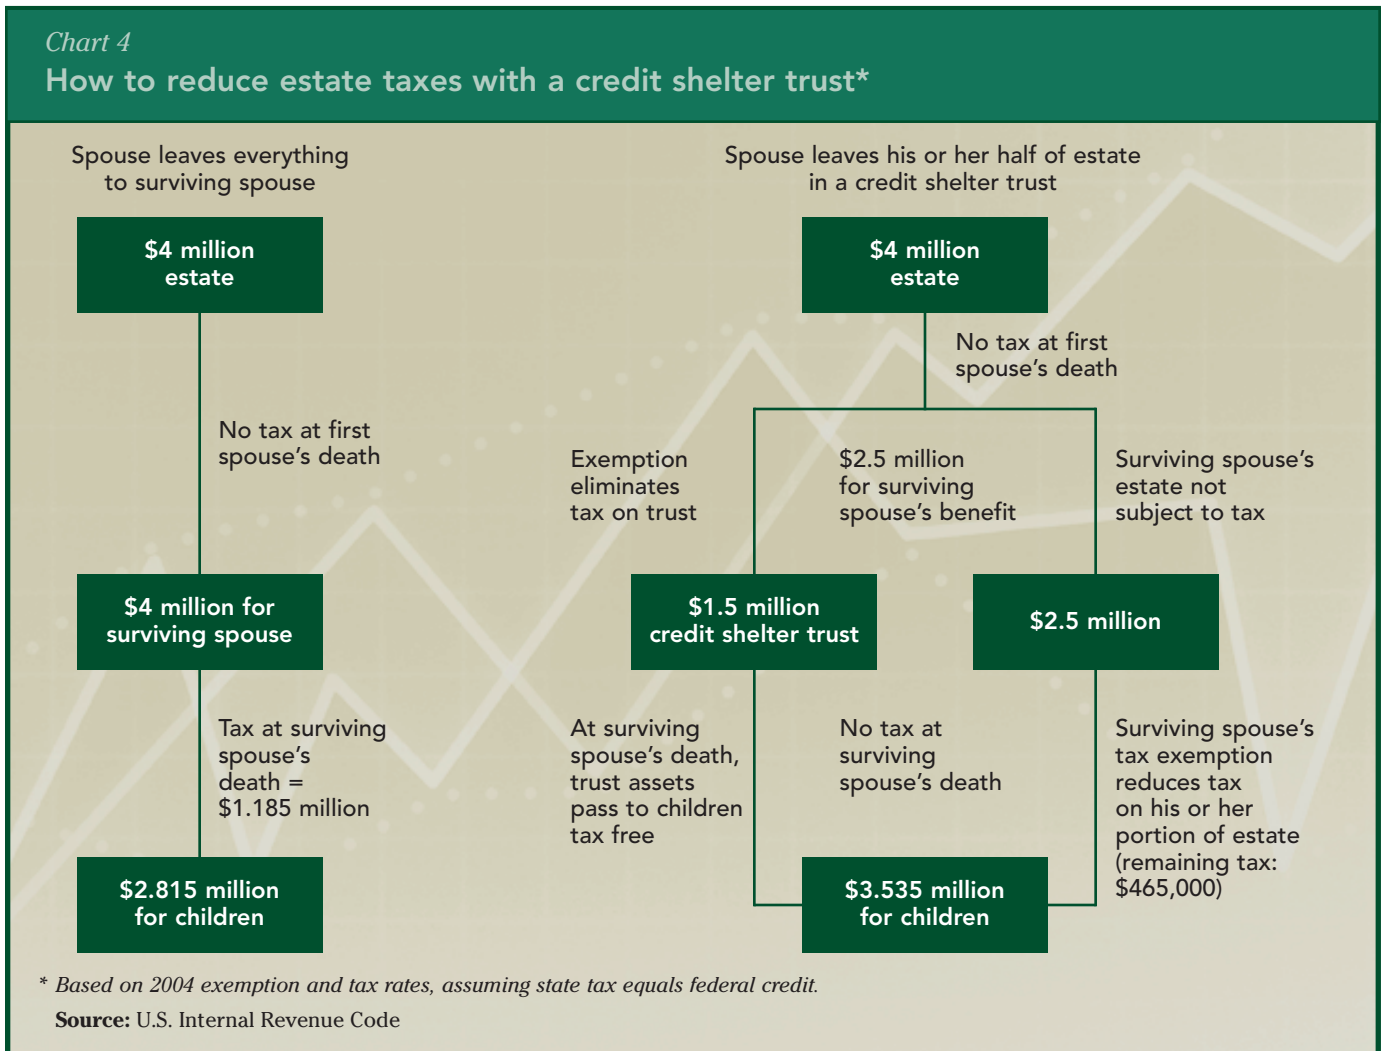 Chart 4
How to reduce estate taxes with a credit shelter trust*
Spouse leaves everything
to surviving spouse
$4 million
estate
No tax at first
spouse's death
$4 million for
surviving spouse
Tax at surviving
spouse's
death =
$1.185 million
$2.815 million
for children
Spouse leaves his or her half of estate
in a credit shelter trust
$4 million
estate
No tax at first
spouse's death
Exemption
eliminates
tax on trust
$2.5 million
for surviving
spouse's benefit
Surviving spouse's
estate not
subject to tax
$1.5 million
credit shelter trust
$2.5 million
At surviving
spouse's death,
trust assets
pass to children
tax free
No tax at
surviving
spouse's death
Surviving spouse's
tax exemption
reduces tax
on his or her
portion of estate
(remaining tax:
$465,000)
$3.535 million
for children
* Based on 2004 exemption and tax rates, assuming state tax equals federal credit.
Source: U.S. Internal Revenue Code